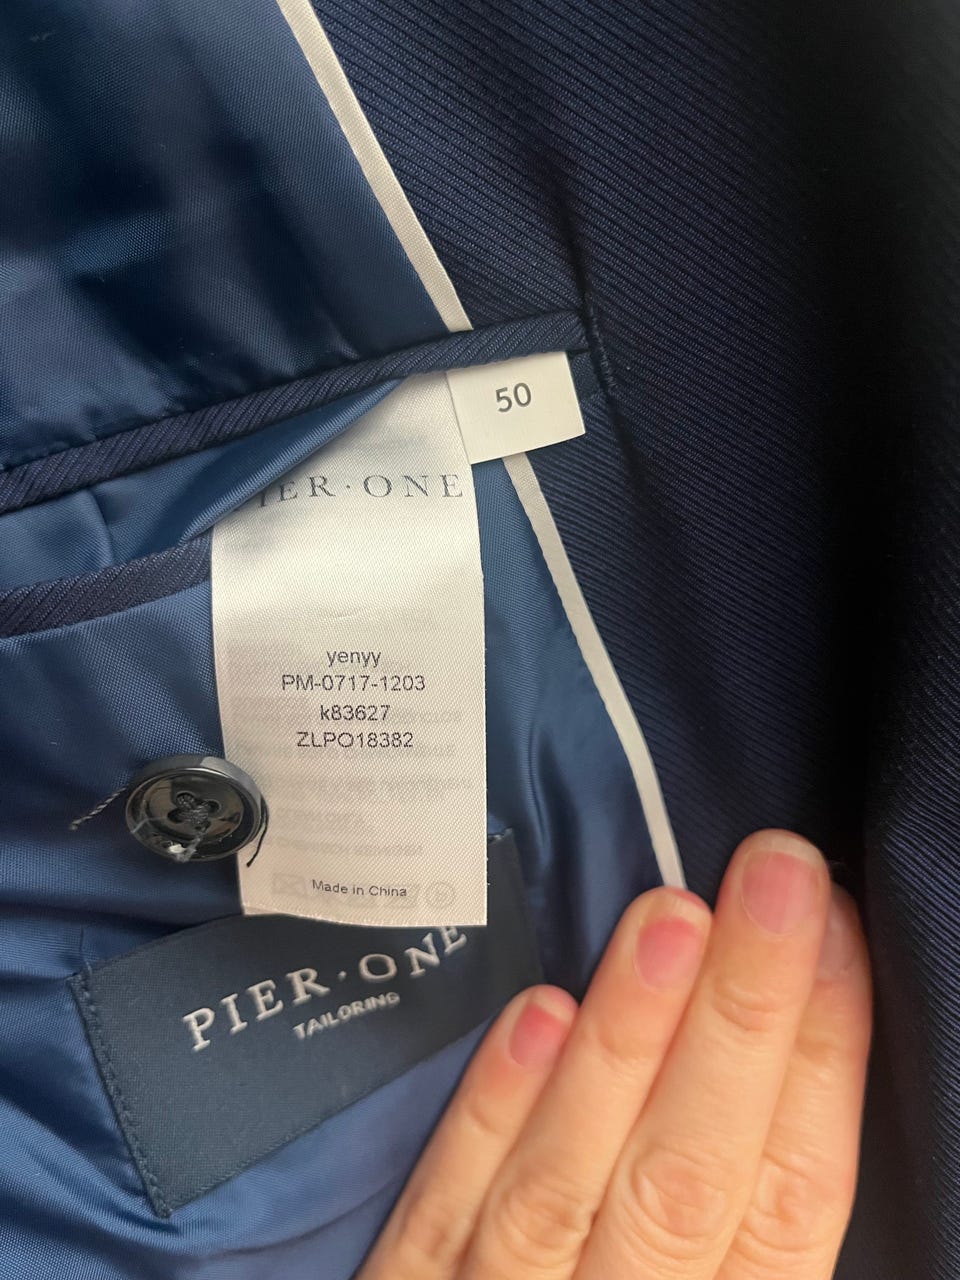 50
PIER · ONE
yenyy
PM-0717-1203
k83627
ZLPO18382
Made in China
PIER · ONE
TAILORING